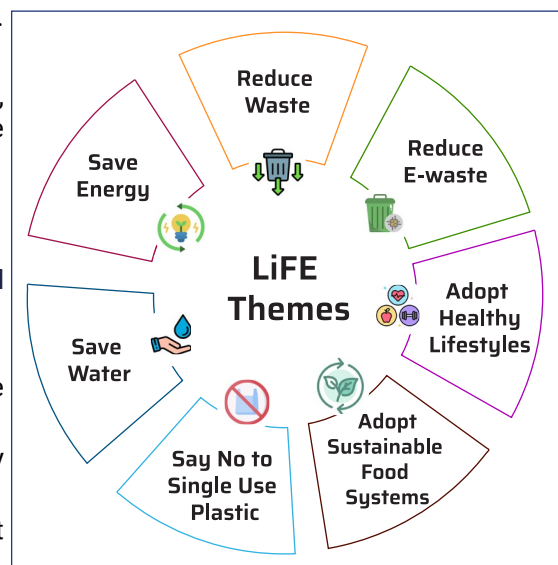 Reduce
Waste
Reduce
E-waste
Adopt
Healthy
Lifestyles
Adopt
Sustainable
Food
Systems
Say No to
Single Use
Plastic
Save
Water
Save
Energy
LiFE
Themes